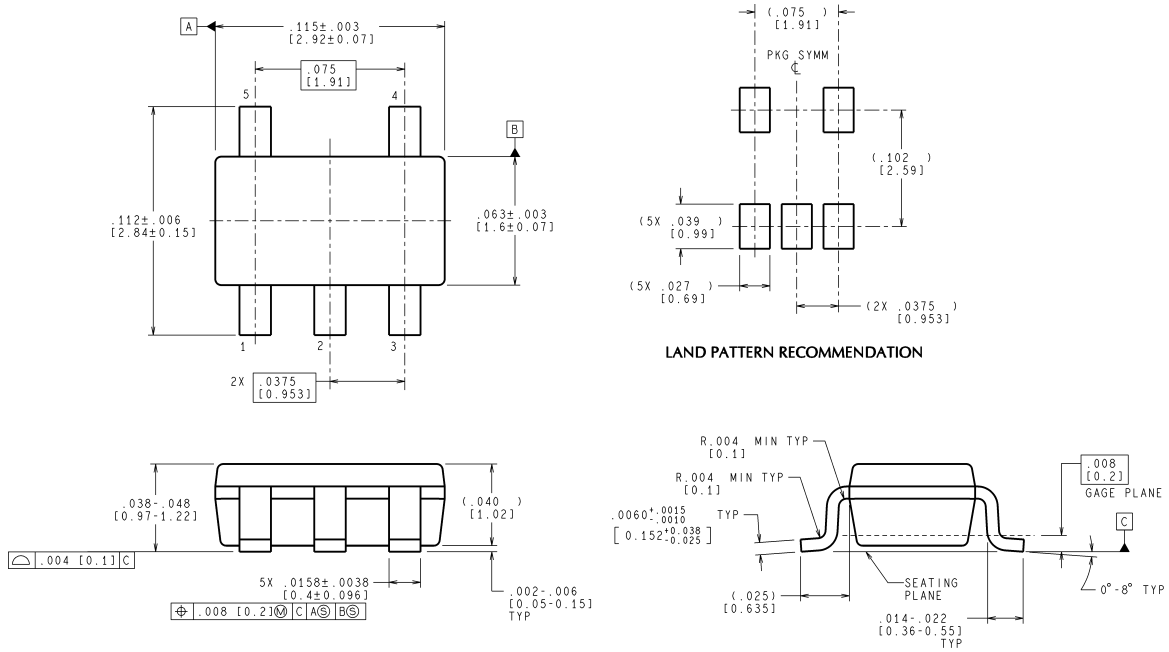 A
.115±.003
[2.92±0.07]
.075
[1.91]
5
4
B
.112±.006
[2.84±0.15]
.063±.003
[1.6±0.07]
1
2
3
2X .0375
[0.953]
(.075 )
[1.91]
PKG SYMM
℄
(.102 )
[2.59]
(5X .039 )
[0.99]
(5X .027 )
[0.69]
(2X .0375 )
[0.953]
LAND PATTERN RECOMMENDATION
.038-.048
[0.97-1.22]
(.040 )
[1.02]
⌓ .004 [0.1] C
5X .0158±.0038
[0.4±0.096]
⌖ .008 [0.2]Ⓜ C AⓈ BⓈ
.002-.006
[0.05-0.15]
TYP
R.004 MIN TYP
[0.1]
R.004 MIN TYP
[0.1]
.0060+.0015-.0010 TYP
[0.152+0.038-0.025]
.008
[0.2]
GAGE PLANE
C
SEATING
PLANE
0°-8° TYP
(.025)
[0.635]
.014-.022
[0.36-0.55]
TYP